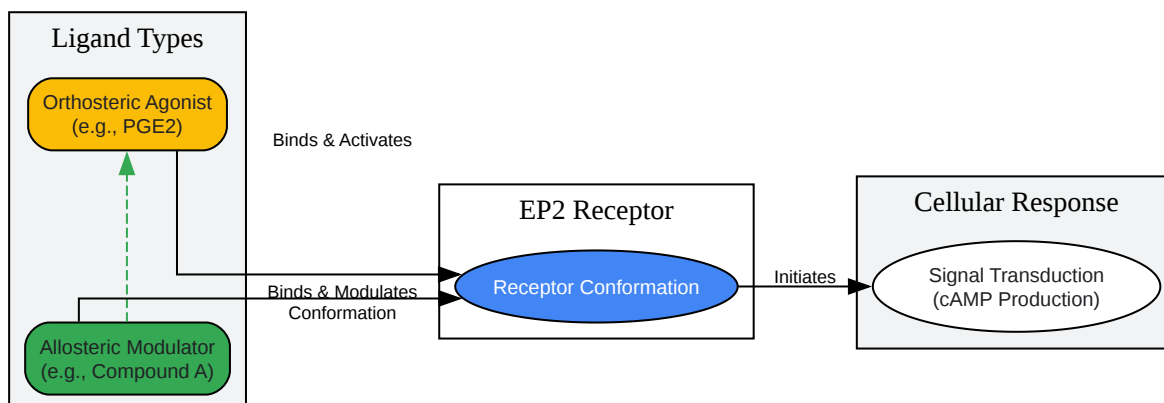 Ligand Types
Orthosteric Agonist
(e.g., PGE2)
Binds & Activates
EP2 Receptor
Cellular Response
Receptor Conformation
Initiates
Signal Transduction
(cAMP Production)
Binds & Modulates
Conformation
Allosteric Modulator
(e.g., Compound A)